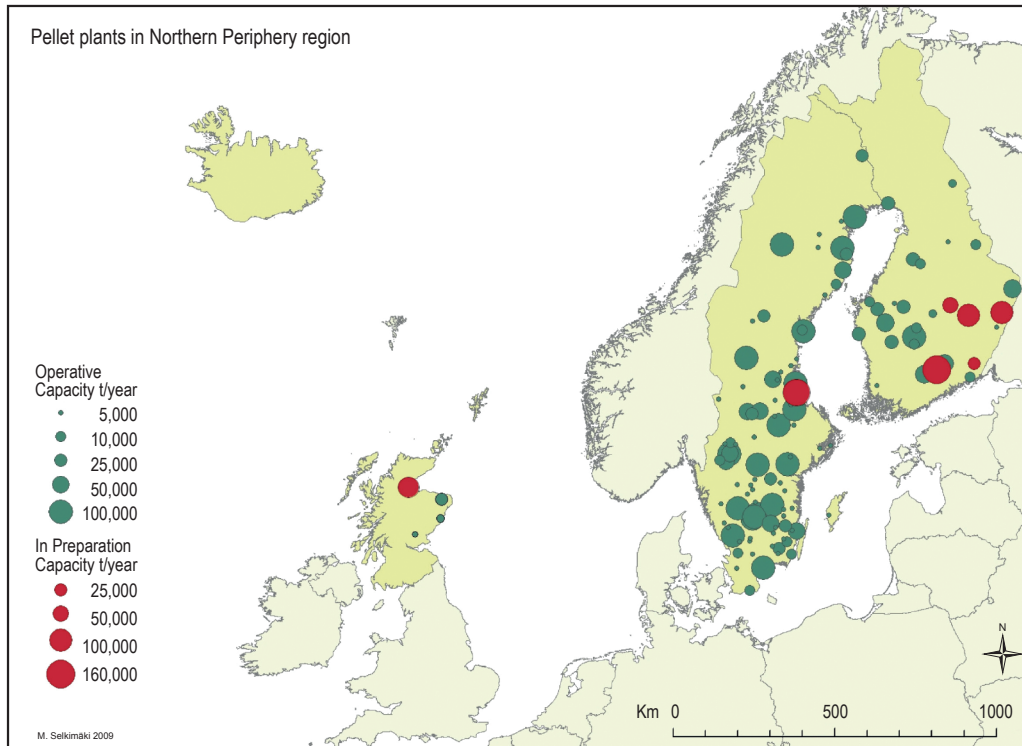 Pellet plants in Northern Periphery region
Operative
Capacity t/year
5,000
10,000
25,000
50,000
100,000
In Preparation
Capacity t/year
25,000
50,000
100,000
160,000
N
Km 0 500 1000
M. Selkimäki 2009